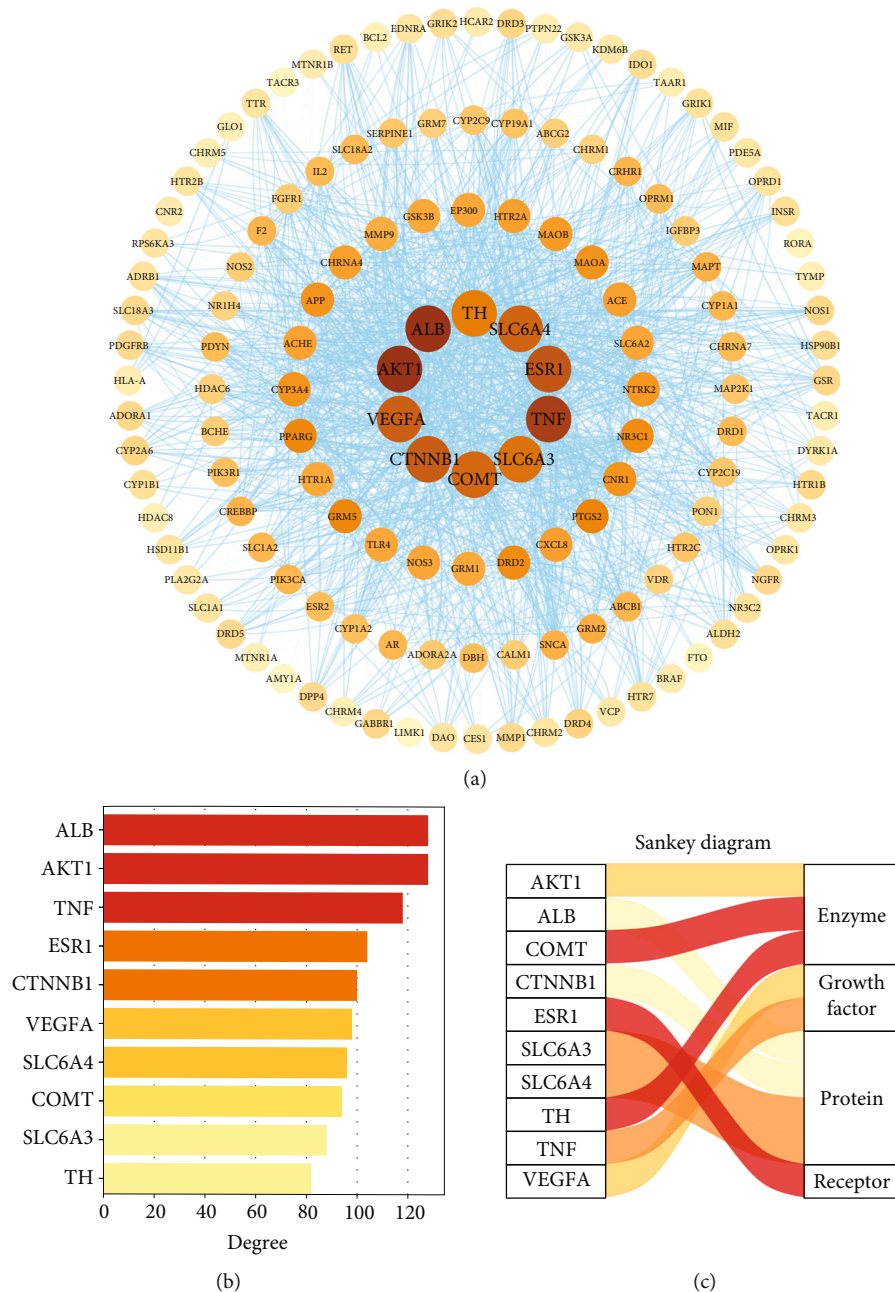 HCAR2
GRIK2
DRD3
EDNRA
PTPN22
BCL2
GSK3A
RET
KDM6B
MTNR1B
IDO1
TACR3
TAAR1
TTR
GRIK1
GLO1
MIF
CHRM5
PDE5A
HTR2B
OPRD1
CNR2
INSR
RPS6KA3
RORA
ADRB1
TYMP
SLC18A3
NOS1
PDGFRB
HSP90B1
HLA-A
GSR
ADORA1
TACR1
CYP2A6
DYRK1A
CYP1B1
HTR1B
HDAC8
CHRM3
HSD11B1
OPRK1
PLA2G2A
NGFR
SLC1A1
NR3C2
DRD5
ALDH2
MTNR1A
FTO
AMY1A
BRAF
DPP4
HTR7
CHRM4
VCP
GABBR1
DRD4
LIMK1
CHRM2
DAO
CES1
MMP1
CYP2C9
CYP19A1
GRM7
ABCG2
SERPINE1
CHRM1
SLC18A2
CRHR1
IL2
OPRM1
FGFR1
IGFBP3
F2
MAPT
NOS2
CYP1A1
NR1H4
CHRNA7
PDYN
MAP2K1
HDAC6
DRD1
BCHE
CYP2C19
PIK3R1
PON1
CREBBP
HTR2C
SLC1A2
VDR
PIK3CA
ABCB1
ESR2
GRM2
CYP1A2
SNCA
AR
CALM1
ADORA2A
DBH
EP300
HTR2A
GSK3B
MAOB
MMP9
MAOA
CHRNA4
ACE
APP
SLC6A2
ACHE
NTRK2
CYP3A4
NR3C1
PPARG
CNR1
HTR1A
PTGS2
GRM5
CXCL8
TLR4
DRD2
NOS3
GRM1
TH
SLC6A4
ALB
ESR1
AKT1
TNF
VEGFA
SLC6A3
CTNNB1
COMT
(a)
ALB
AKT1
TNF
ESR1
CTNNB1
VEGFA
SLC6A4
COMT
SLC6A3
TH
0 20 40 60 80 100 120
Degree
(b)
Sankey diagram
AKT1
ALB
COMT
CTNNB1
ESR1
SLC6A3
SLC6A4
TH
TNF
VEGFA
Enzyme
Growth
factor
Protein
Receptor
(c)